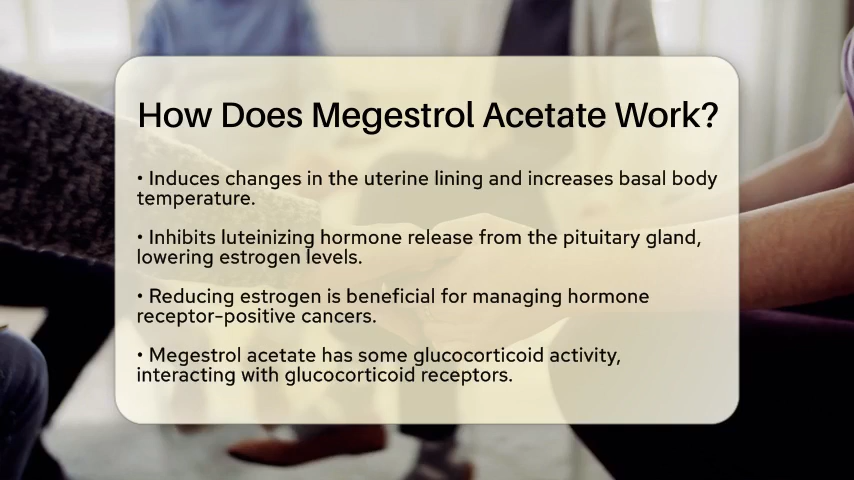 How Does Megestrol Acetate Work?
• Induces changes in the uterine lining and increases basal body
temperature.
• Inhibits luteinizing hormone release from the pituitary gland,
lowering estrogen levels.
• Reducing estrogen is beneficial for managing hormone
receptor-positive cancers.
• Megestrol acetate has some glucocorticoid activity,
interacting with glucocorticoid receptors.